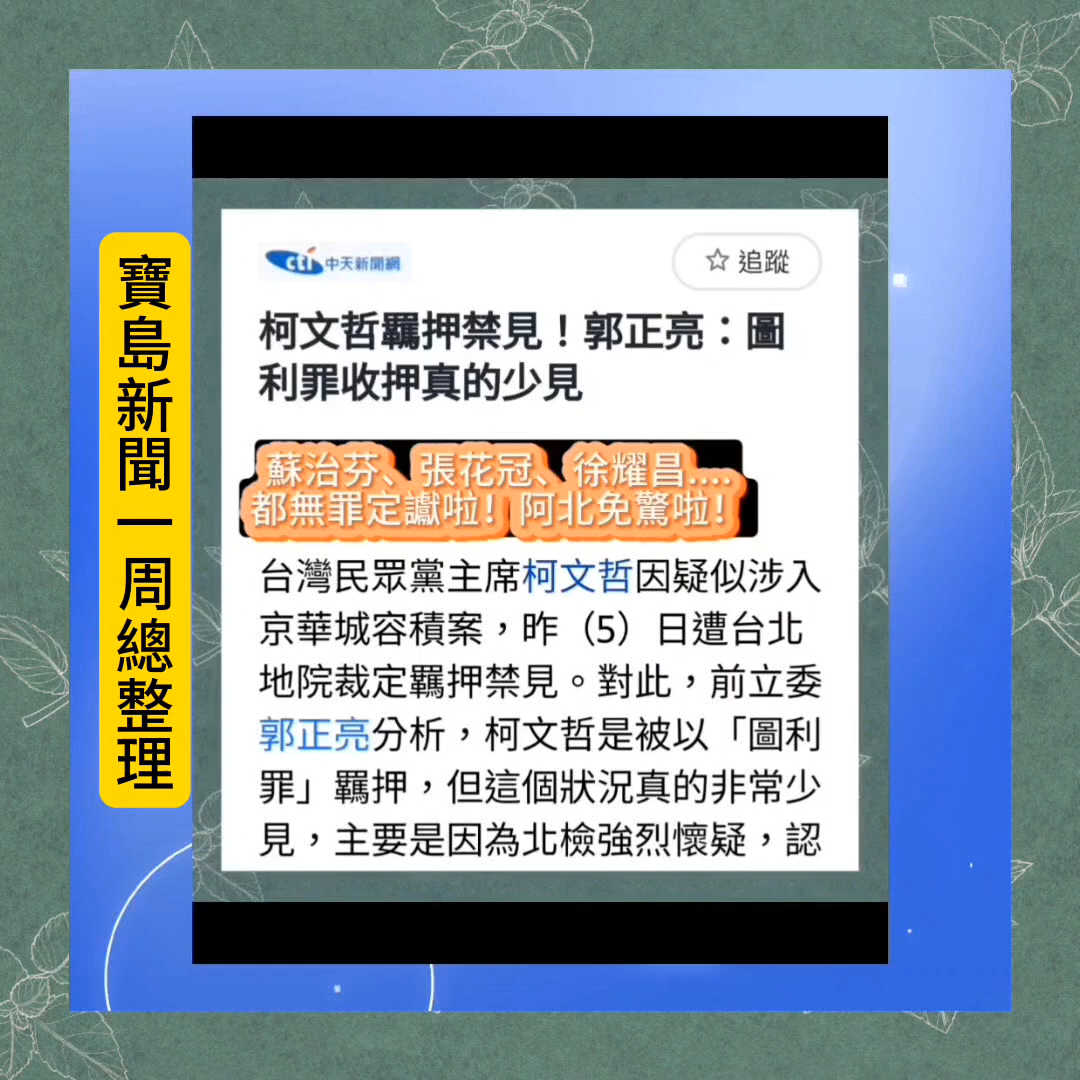 寶島新聞一周總整理
cti 中天新聞網
☆ 追蹤
柯文哲羈押禁見！郭正亮：圖
利罪收押真的少見
蘇治芬、張花冠、徐耀昌....
都無罪定讞啦! 阿北免驚啦!
台灣民眾黨主席柯文哲因疑似涉入
京華城容積案，昨（5）日遭台北
地院裁定羈押禁見。對此，前立委
郭正亮分析，柯文哲是被以「圖利
罪」羈押，但這個狀況真的非常少
見，主要是因為北檢強烈懷疑，認